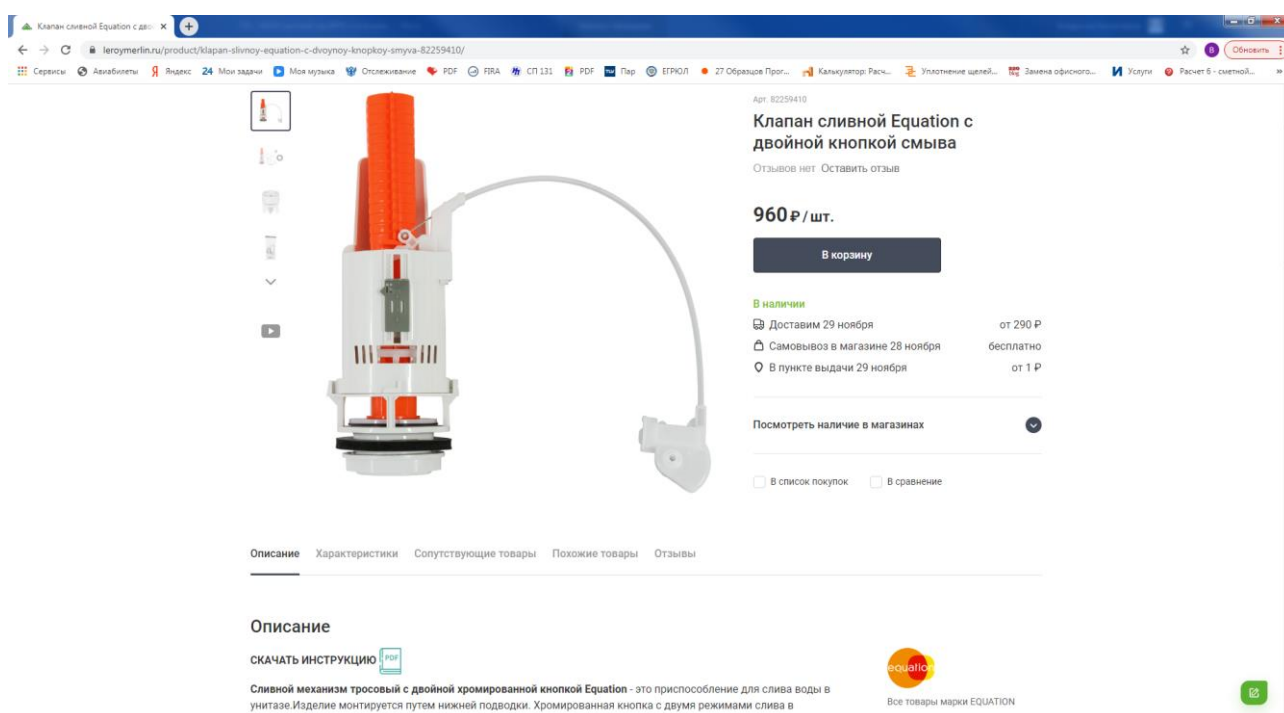 Клапан сливной Equation с дво
leroymerlin.ru/product/klapan-slivnoy-equation-c-dvoynoy-knopkoy-smyva-82259410/
В
Обновить
Сервисы
Авиабилеты
Яндекс
24 Мои задачи
Моя музыка
Отслеживание
PDF
FIRA
СП 131
PDF
Пар
ЕГРЮЛ
27 Образцов Прог...
Калькулятор: Расч...
Уплотнение щелей...
Замена офисного...
Услуги
Расчет 6 - сметной...
Арт. 82259410
Клапан сливной Equation с
двойной кнопкой смыва
Отзывов нет Оставить отзыв
960 ₽ / шт.
В корзину
В наличии
Доставим 29 ноября от 290 ₽
Самовывоз в магазине 28 ноября бесплатно
В пункте выдачи 29 ноября от 1 ₽
Посмотреть наличие в магазинах
В список покупок В сравнение
Описание Характеристики Сопутствующие товары Похожие товары Отзывы
Описание
СКАЧАТЬ ИНСТРУКЦИЮ PDF
equation
Сливной механизм тросовый с двойной хромированной кнопкой Equation - это приспособление для слива воды в
унитазе.Изделие монтируется путем нижней подводки. Хромированная кнопка с двумя режимами слива в
Все товары марки EQUATION